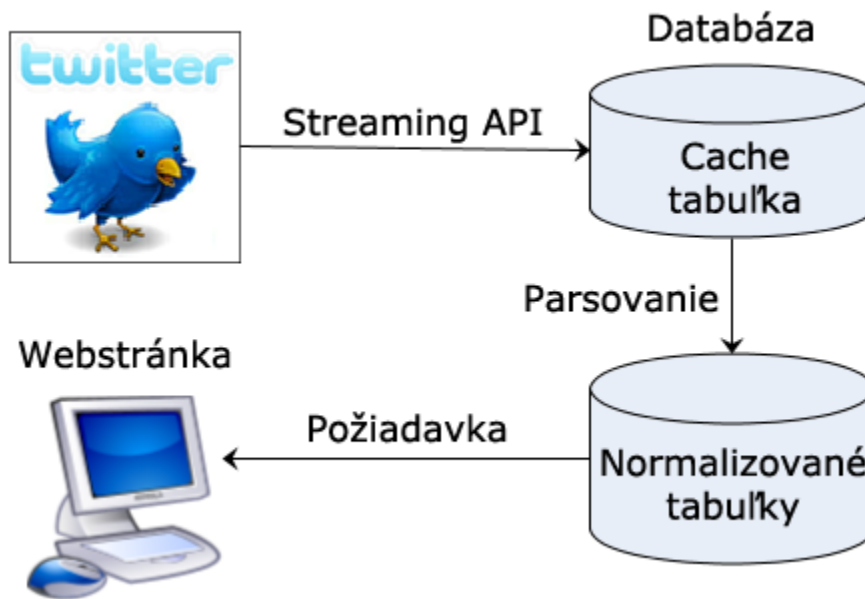 twitter
Databáza
Streaming API
Cache
tabuľka
Parsovanie
Webstránka
Požiadavka
Normalizované
tabuľky